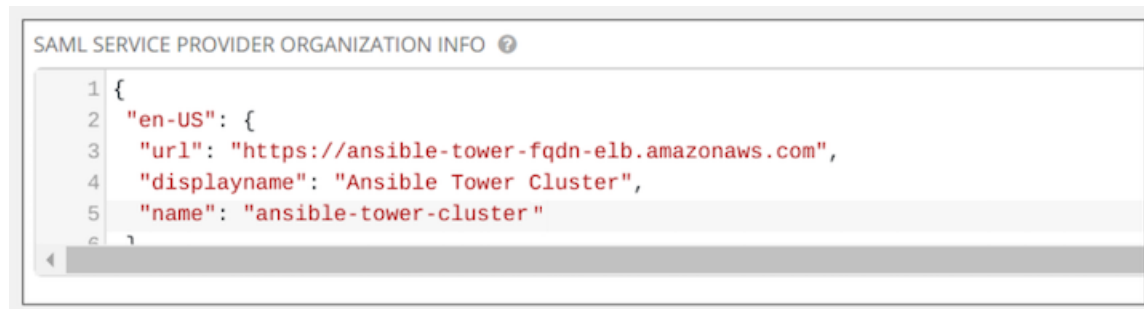 SAML SERVICE PROVIDER ORGANIZATION INFO ?
1 {
2 "en-US": {
3 "url": "https://ansible-tower-fqdn-elb.amazonaws.com",
4 "displayname": "Ansible Tower Cluster",
5 "name": "ansible-tower-cluster"
6 }